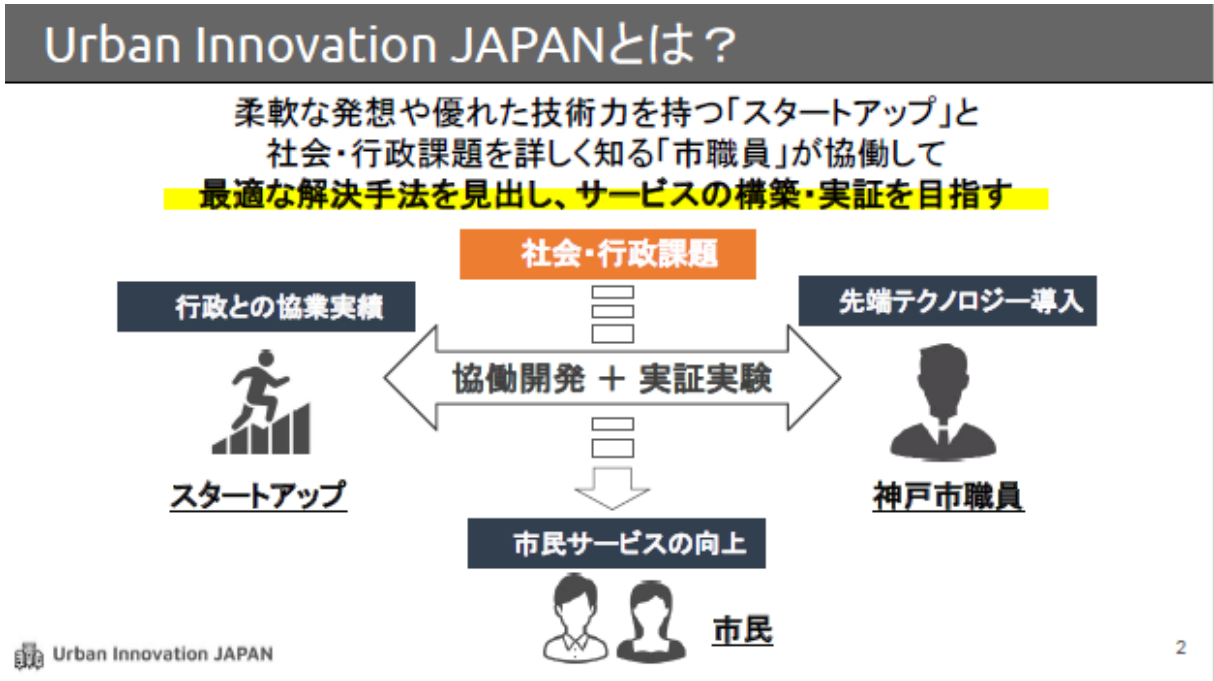 Urban Innovation JAPANとは？
柔軟な発想や優れた技術力を持つ「スタートアップ」と
社会・行政課題を詳しく知る「市職員」が協働して
最適な解決手法を見出し、サービスの構築・実証を目指す
社会・行政課題
行政との協業実績
先端テクノロジー導入
協働開発 ＋ 実証実験
スタートアップ
神戸市職員
市民サービスの向上
市民
Urban Innovation JAPAN
2